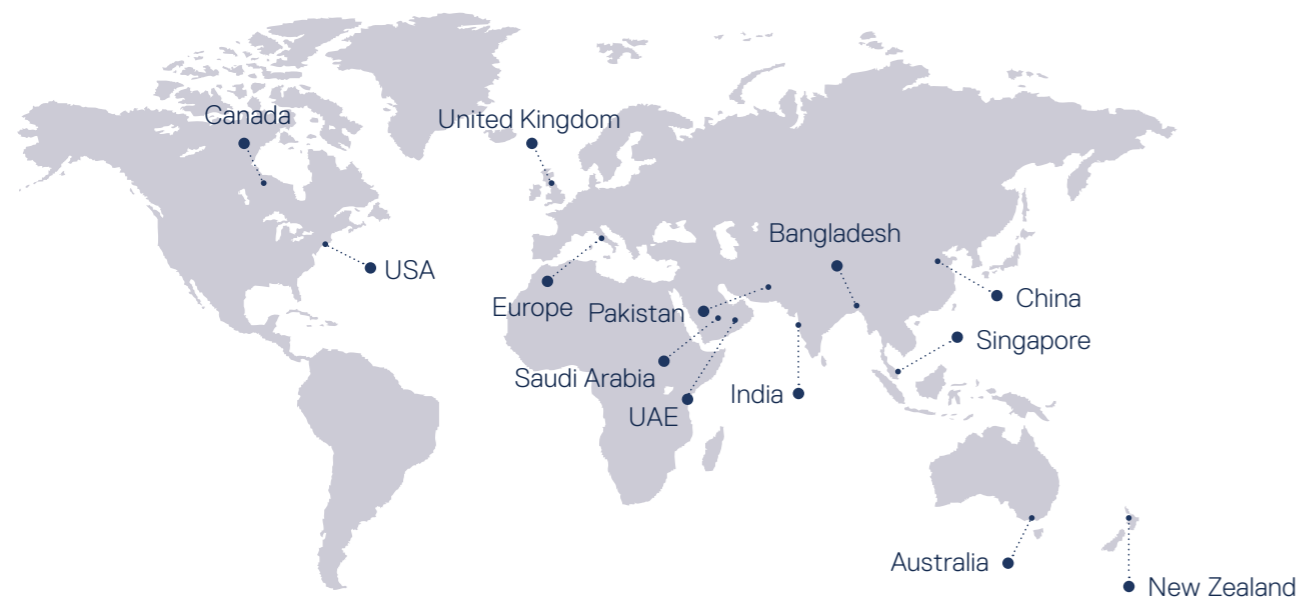 Canada
United Kingdom
Bangladesh
USA
China
Europe
Pakistan
Singapore
Saudi Arabia
India
UAE
Australia
New Zealand